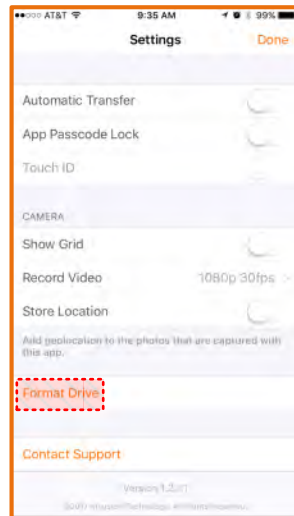 AT&T 9:35 AM 99%
Settings Done
Automatic Transfer
App Passcode Lock
Touch ID
CAMERA
Show Grid
Record Video 1080p 30fps >
Store Location
Add geolocation to the photos that are captured with
this app.
Format Drive
Contact Support
Version